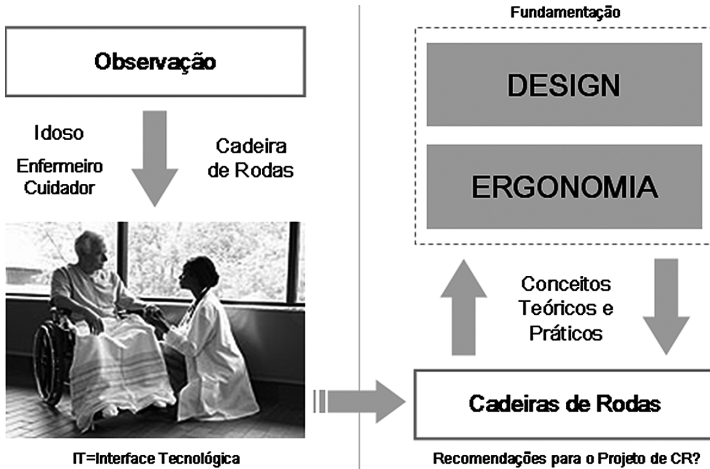 Observação
Idoso
Enfermeiro
Cuidador
Cadeira
de Rodas
IT=Interface Tecnológica
Fundamentação
DESIGN
ERGONOMIA
Conceitos
Teóricos e
Práticos
Cadeiras de Rodas
Recomendações para o Projeto de CR?